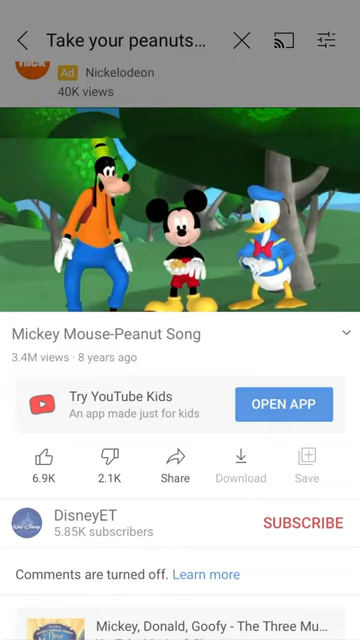 Take your peanuts...
nick
Ad Nickelodeon
40K views
Mickey Mouse-Peanut Song
3.4M views · 8 years ago
Try YouTube Kids
An app made just for kids
OPEN APP
6.9K
2.1K
Share
Download
Save
DisneyET
5.85K subscribers
SUBSCRIBE
Comments are turned off. Learn more
Mickey, Donald, Goofy - The Three Mu...